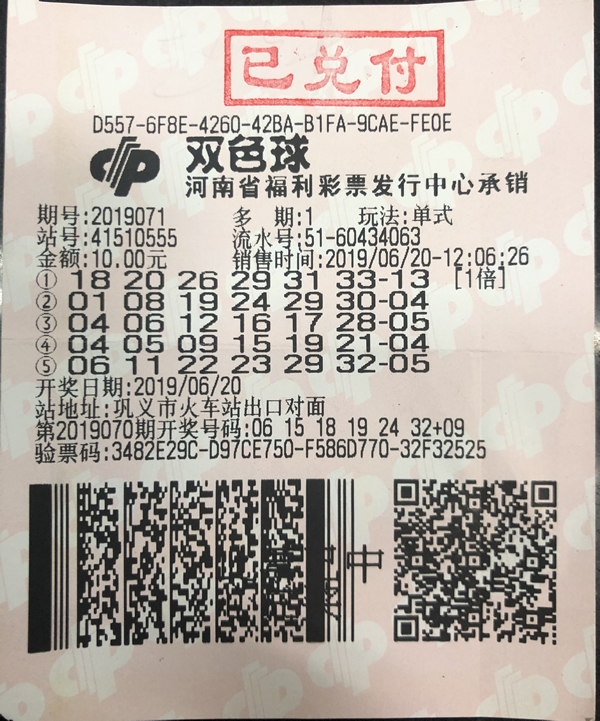 已兑付
D557-6F8E-4260-42BA-B1FA-9CAE-FE0E
双色球
河南省福利彩票发行中心承销
期号:2019071 多 期:1 玩法:单式
站号:41510555 流水号:51-60434063
金额:10.00元 销售时间:2019/06/20-12:06:26
① 18 20 26 29 31 33-13 [1倍]
② 01 08 19 24 29 30-04
③ 04 06 12 16 17 28-05
④ 04 05 09 15 19 21-04
⑤ 06 11 22 23 29 32-05
开奖日期:2019/06/20
站地址:巩义市火车站出口对面
第2019070期开奖号码:06 15 18 19 24 32+09
验票码:3482E29C-D97CE750-F586D770-32F32525